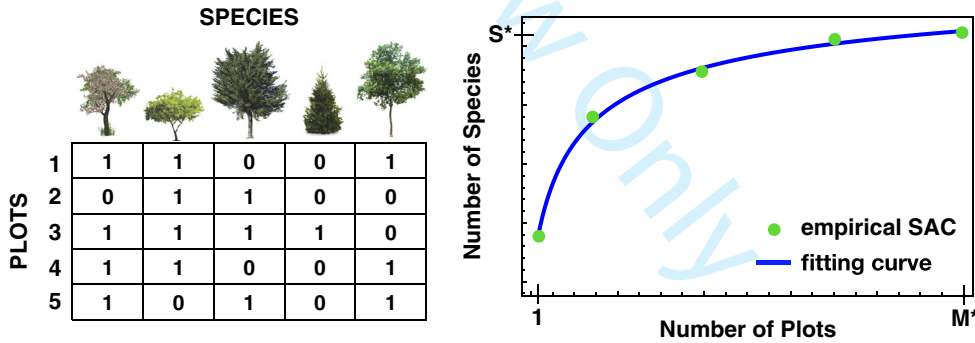 SPECIES
PLOTS
1 1 1 0 0 1
2 0 1 1 0 0
3 1 1 1 1 0
4 1 1 0 0 1
5 1 0 1 0 1
S*
Number of Species
empirical SAC
fitting curve
1
M*
Number of Plots
w Only